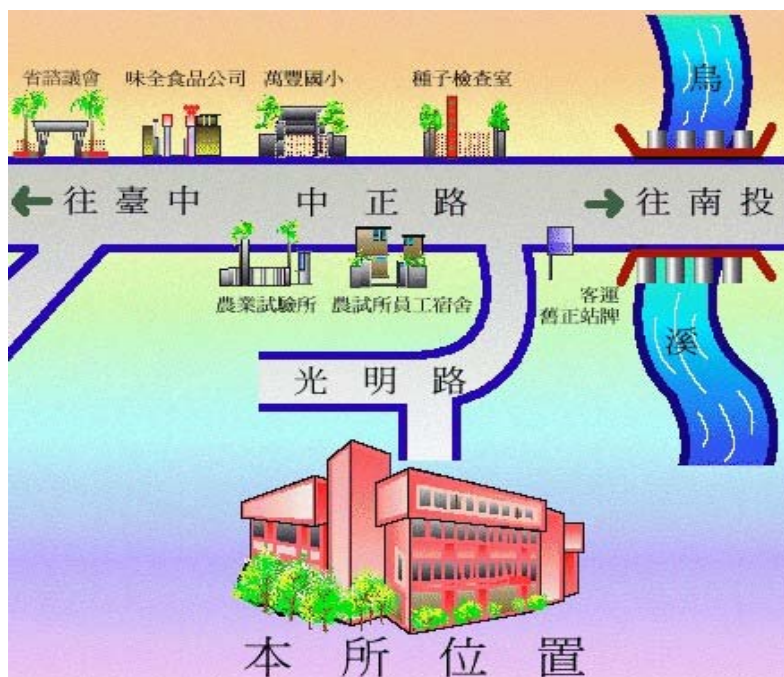 省諮議會
味全食品公司
萬豐國小
種子檢查室
烏
往臺中
中正路
往南投
農業試驗所
農試所員工宿舍
客運
舊正站牌
溪
光明路
本所位置